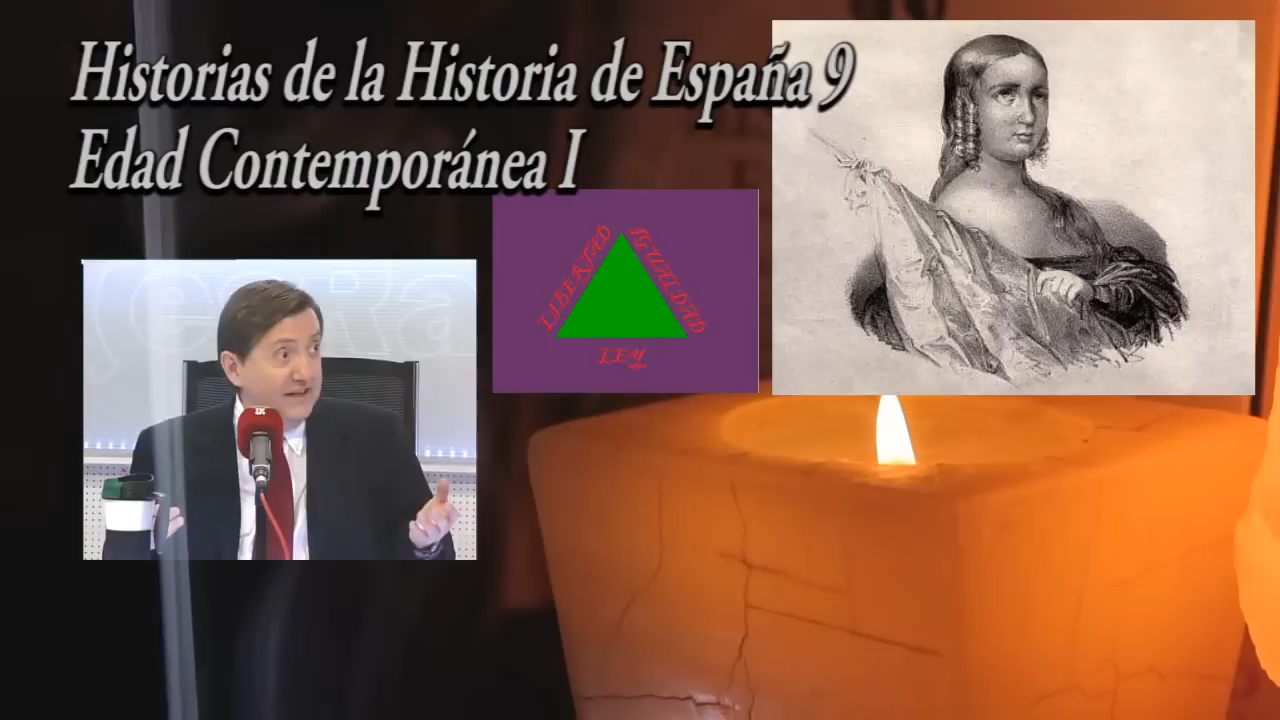 Historias de la Historia de España 9
Edad Contemporánea I
LIBERTAD
IGUALDAD
LEY